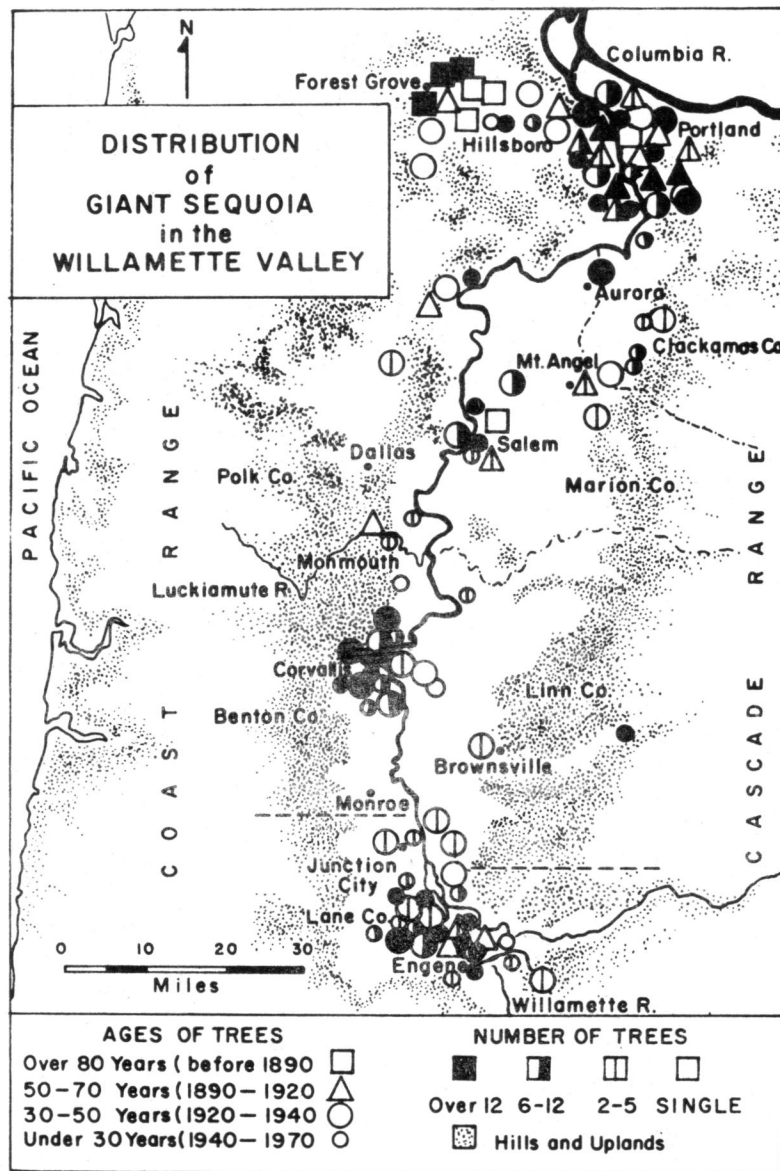 N
Columbia R.
Forest Grove
Hillsboro
Portland
DISTRIBUTION
of
GIANT SEQUOIA
in the
WILLAMETTE VALLEY
Aurora
Clackamas Co.
Mt. Angel
Salem
Dallas
Polk Co.
Marion Co.
PACIFIC OCEAN
COAST RANGE
CASCADE RANGE
Monmouth
Luckiamute R.
Corvallis
Benton Co.
Linn Co.
Brownsville
Monroe
Junction
City
Lane Co.
Eugene
Willamette R.
0 10 20 30
Miles
AGES OF TREES
Over 80 Years ( before 1890
50-70 Years (1890-1920
30-50 Years (1920-1940
Under 30 Years (1940-1970
NUMBER OF TREES
Over 12 6-12 2-5 SINGLE
Hills and Uplands